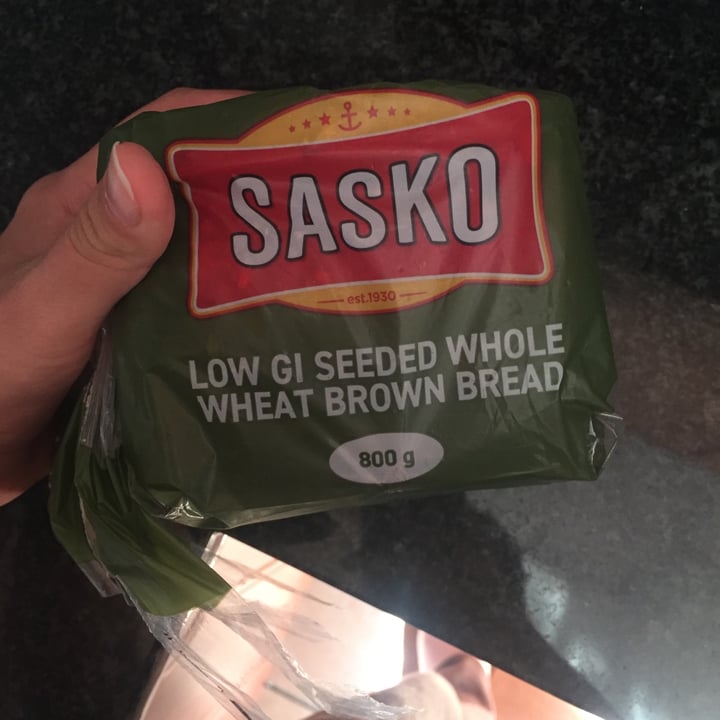 SASKO
est.1930
LOW GI SEEDED WHOLE
WHEAT BROWN BREAD
800 g